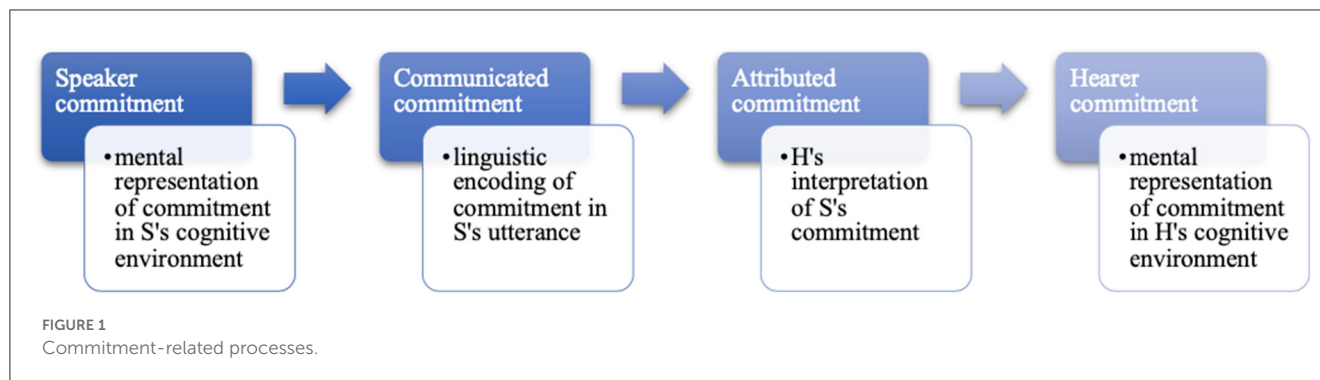 Speaker
commitment
•mental
representation
of commitment
in S's cognitive
environment
Communicated
commitment
•linguistic
encoding of
commitment in
S's utterance
Attributed
commitment
•H's
interpretation
of S's
commitment
Hearer
commitment
•mental
representation
of commitment
in H's cognitive
environment
FIGURE 1
Commitment-related processes.